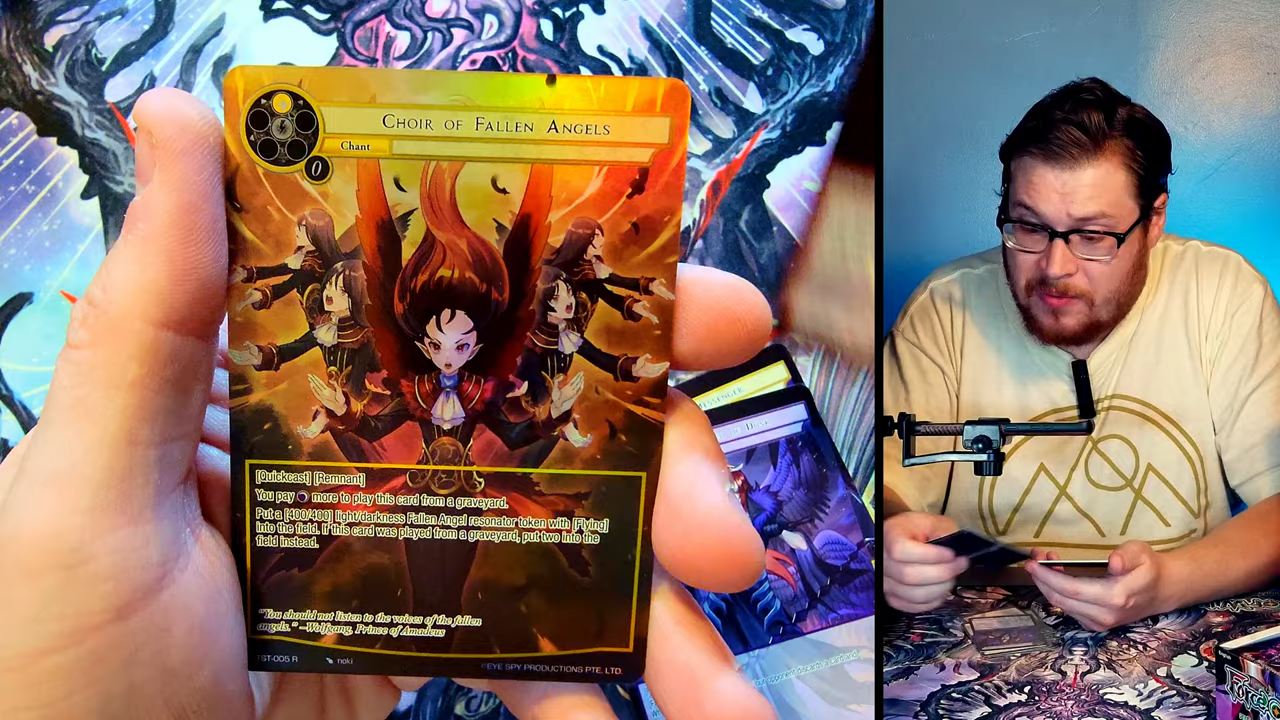 CHOIR OF FALLEN ANGELS
Chant
0
[Quickcast] [Remnant]
You pay more to play this card from a graveyard.
Put a [400/400] light/darkness Fallen Angel resonator token with [Flying]
into the field. If this card was played from a graveyard, put two into the
field instead.
"You should not listen to the voices of the fallen
angels." –Wolfgang, Prince of Amadeus
TST-005 R noki ©EYE SPY PRODUCTIONS PTE. LTD.
MESSENGER